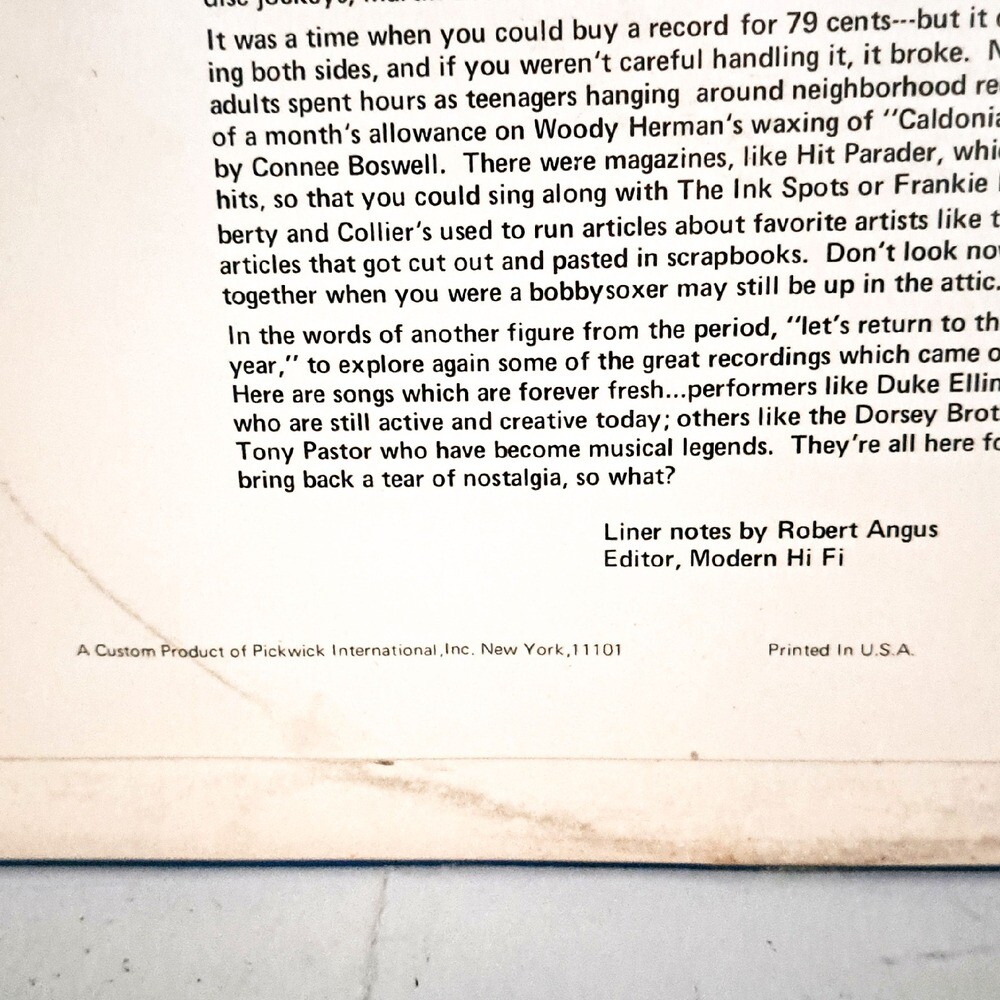 It was a time when you could buy a record for 79 cents---but it
ing both sides, and if you weren't careful handling it, it broke.
adults spent hours as teenagers hanging around neighborhood re
of a month's allowance on Woody Herman's waxing of "Caldonia
by Connee Boswell. There were magazines, like Hit Parader, whi
hits, so that you could sing along with The Ink Spots or Frankie
berty and Collier's used to run articles about favorite artists like t
articles that got cut out and pasted in scrapbooks. Don't look no
together when you were a bobbysoxer may still be up in the attic.
In the words of another figure from the period, "let's return to th
year," to explore again some of the great recordings which came o
Here are songs which are forever fresh...performers like Duke Ellin
who are still active and creative today; others like the Dorsey Brot
Tony Pastor who have become musical legends. They're all here fo
bring back a tear of nostalgia, so what?
Liner notes by Robert Angus
Editor, Modern Hi Fi
A Custom Product of Pickwick International,Inc. New York,11101
Printed In U.S.A.